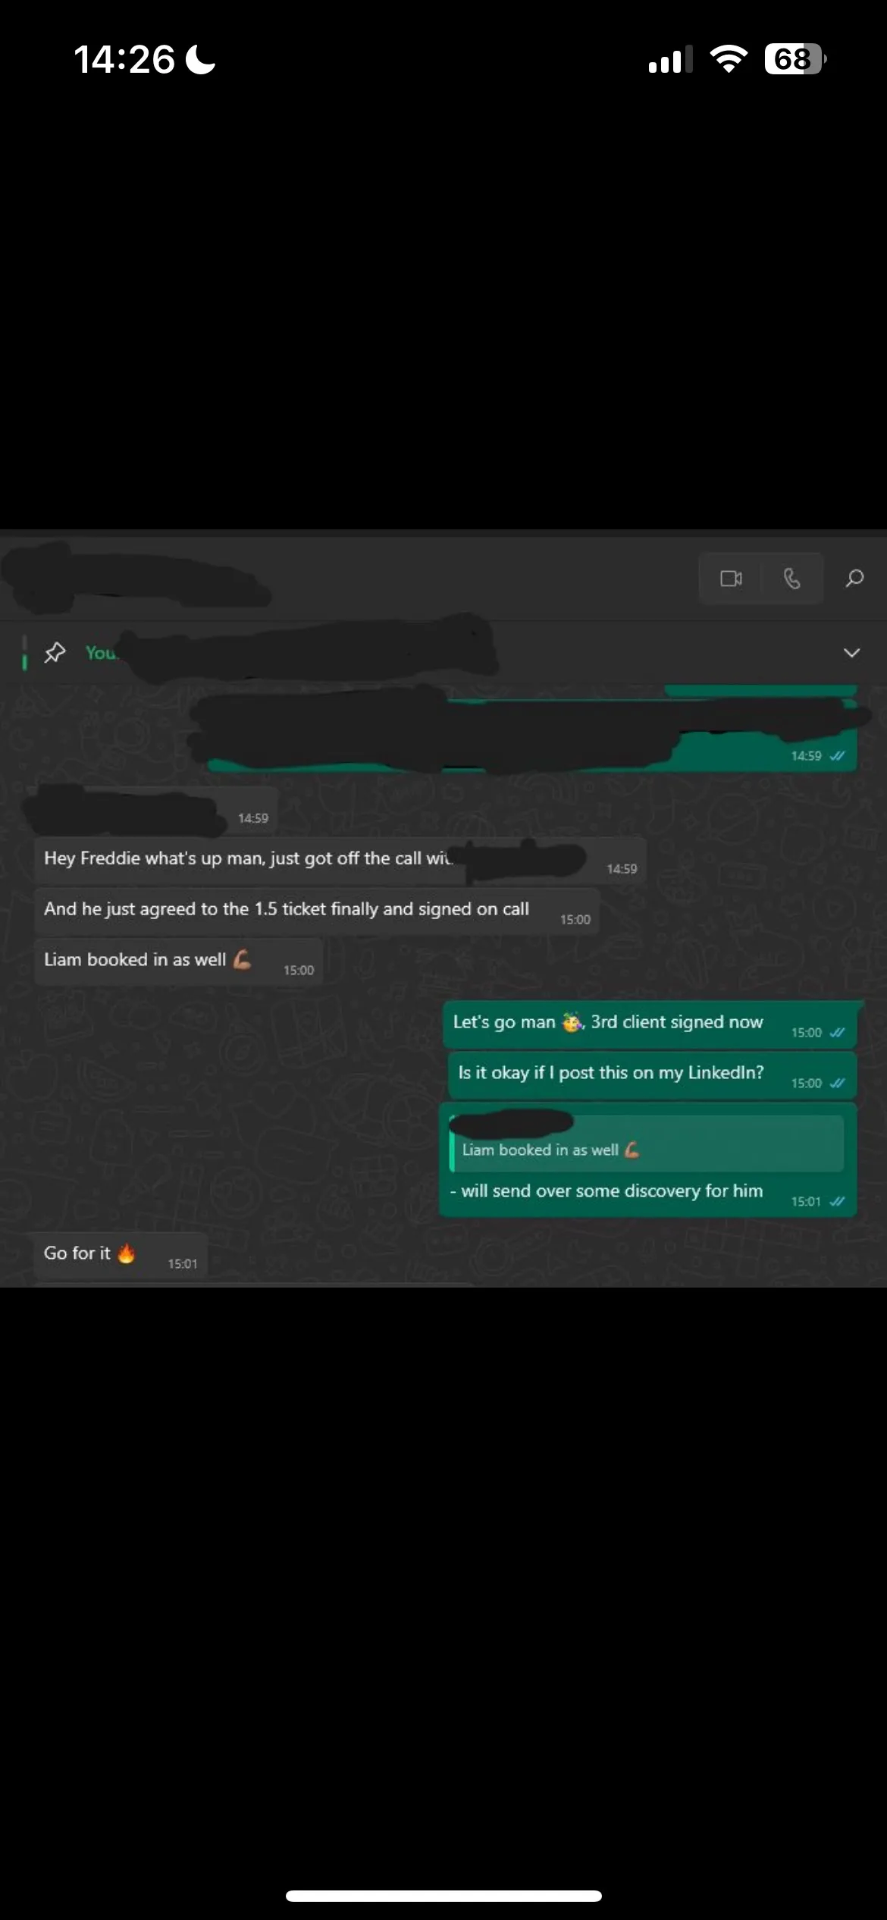 14:26
68
You:
14:59
14:59
Hey Freddie what's up man, just got off the call
14:59
And he just agreed to the 1.5 ticket finally and signed on call
15:00
Liam booked in as well 💪🏽
15:00
Let's go man 🥳, 3rd client signed now
15:00
Is it okay if I post this on my LinkedIn?
15:00
Liam booked in as well 💪🏽
- will send over some discovery for him
15:01
Go for it 🔥
15:01